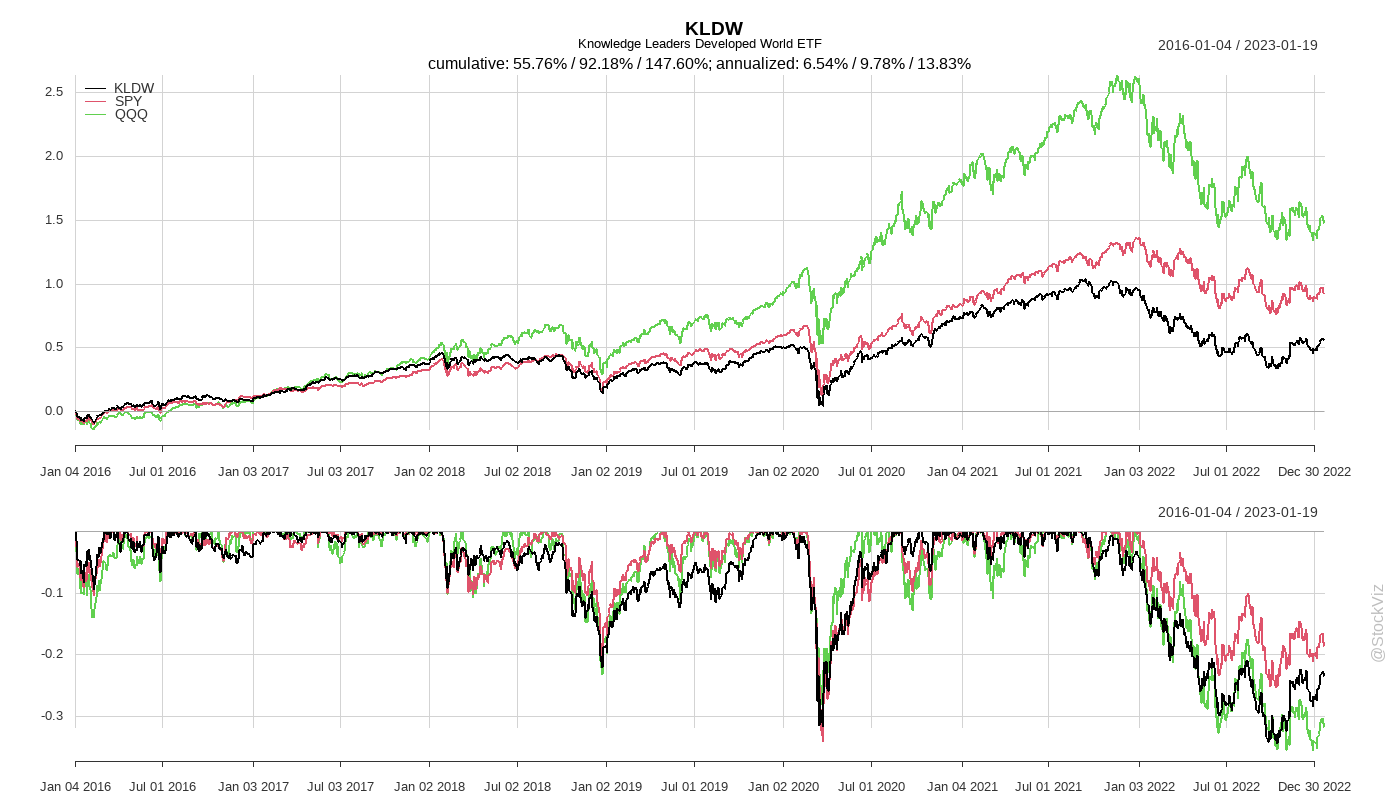 KLDW
Knowledge Leaders Developed World ETF
2016-01-04 / 2023-01-19
cumulative: 55.76% / 92.18% / 147.60%; annualized: 6.54% / 9.78% / 13.83%
KLDW
SPY
QQQ
2.5
2.0
1.5
1.0
0.5
0.0
Jan 04 2016 Jul 01 2016 Jan 03 2017 Jul 03 2017 Jan 02 2018 Jul 02 2018 Jan 02 2019 Jul 01 2019 Jan 02 2020 Jul 01 2020 Jan 04 2021 Jul 01 2021 Jan 03 2022 Jul 01 2022 Dec 30 2022
2016-01-04 / 2023-01-19
-0.1
-0.2
-0.3
Jan 04 2016 Jul 01 2016 Jan 03 2017 Jul 03 2017 Jan 02 2018 Jul 02 2018 Jan 02 2019 Jul 01 2019 Jan 02 2020 Jul 01 2020 Jan 04 2021 Jul 01 2021 Jan 03 2022 Jul 01 2022 Dec 30 2022
@StockViz